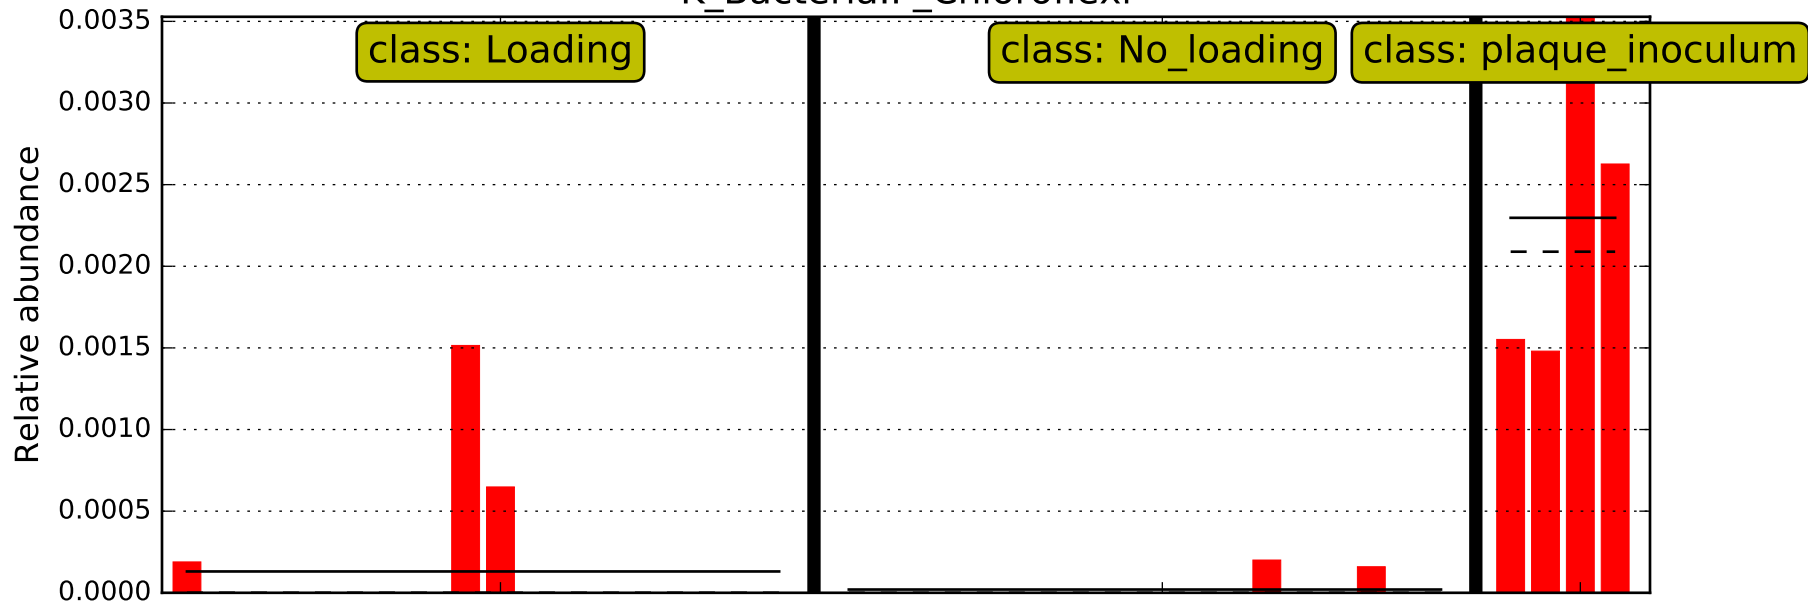 class: Loading
class: No_loading
class: plaque_inoculum
0.0035
0.0030
0.0025
0.0020
0.0015
0.0010
0.0005
0.0000
Relative abundance